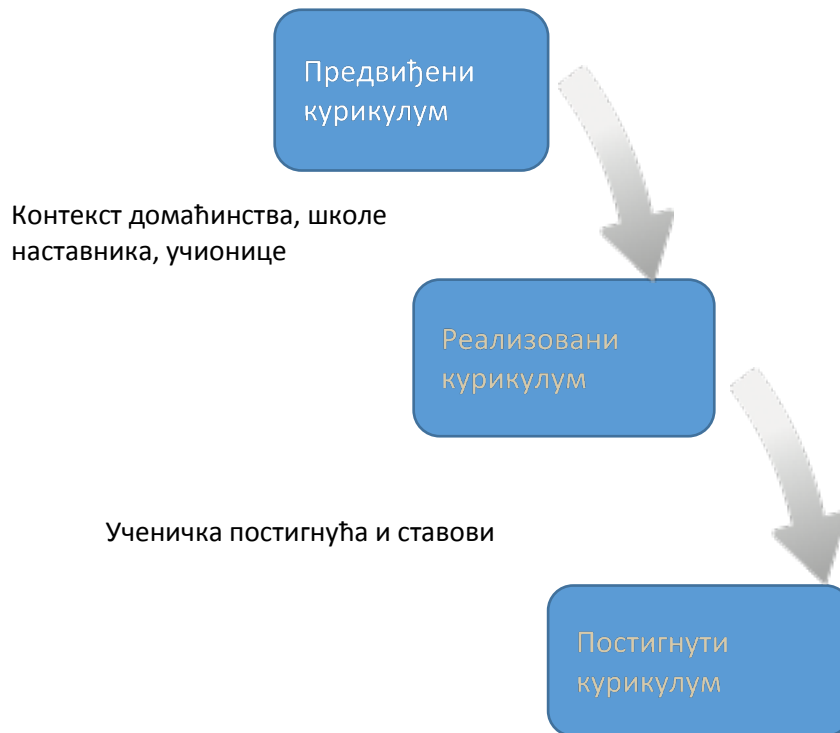 Предвиђени
курикулум
Контекст домаћинства, школе
наставника, учионице
Реализовани
курикулум
Ученичка постигнућа и ставови
Постигнути
курикулум